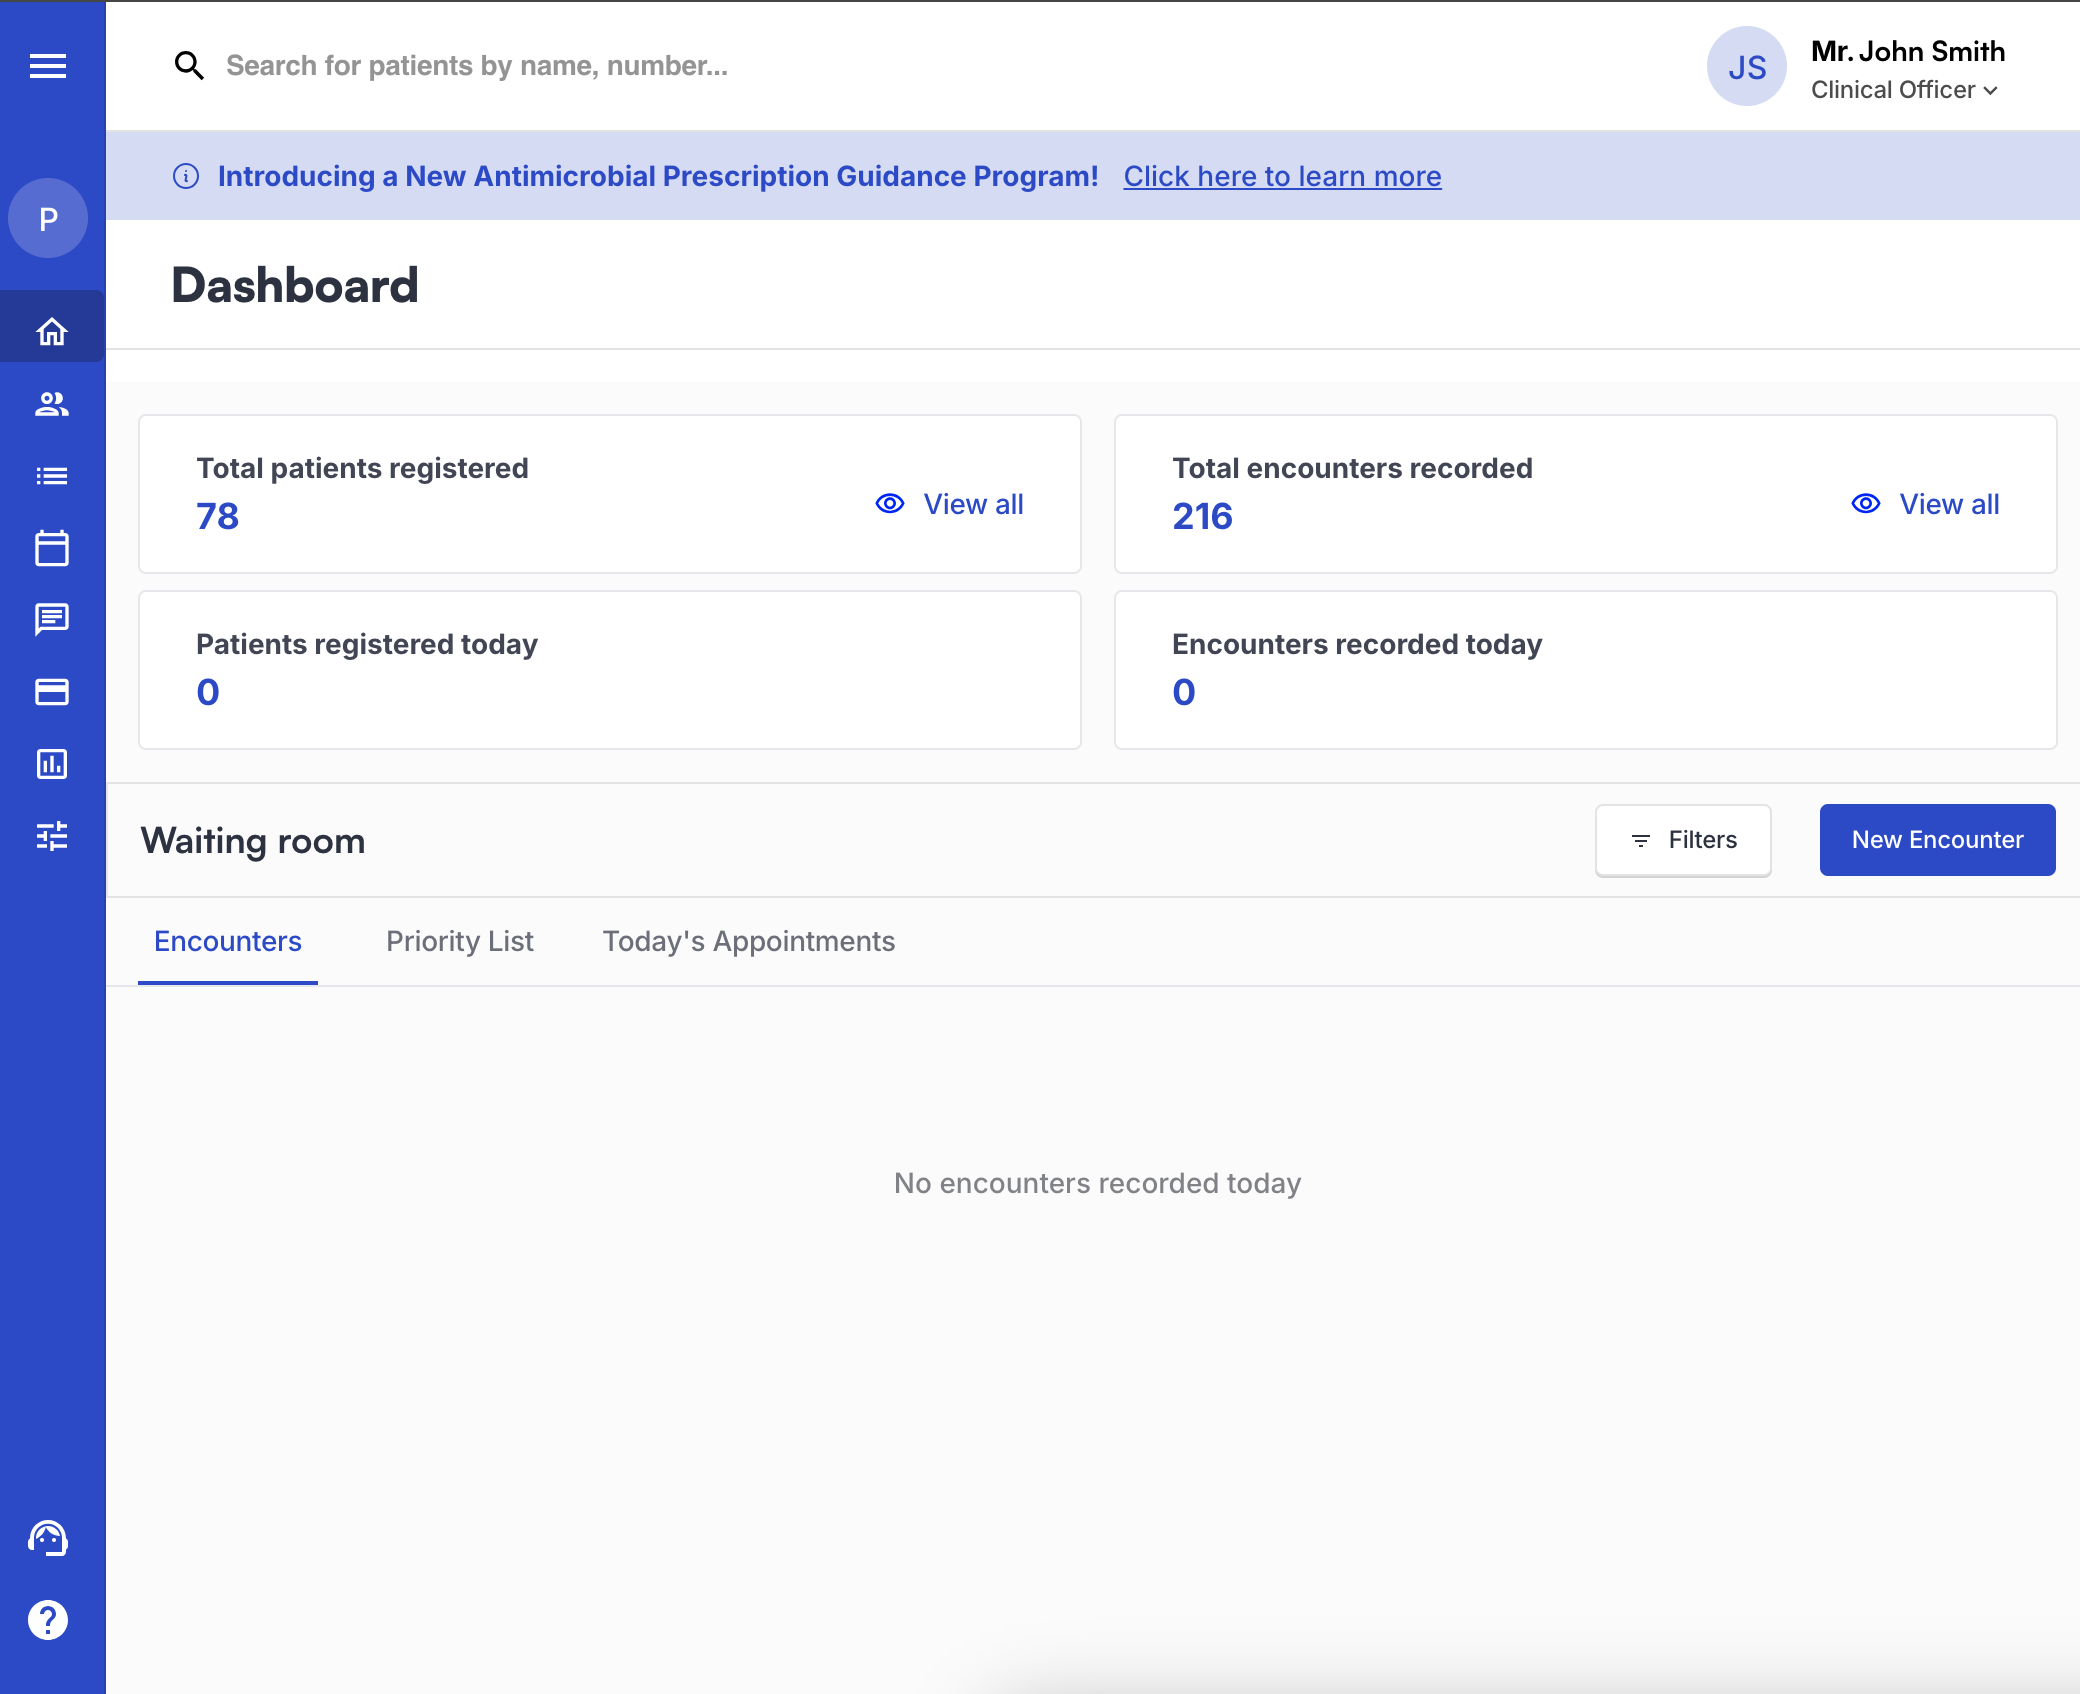 Search for patients by name, number...
JS
Mr. John Smith
Clinical Officer
Introducing a New Antimicrobial Prescription Guidance Program! Click here to learn more
P
Dashboard
Total patients registered
78
View all
Total encounters recorded
216
View all
Patients registered today
0
Encounters recorded today
0
Waiting room
Filters
New Encounter
Encounters
Priority List
Today's Appointments
No encounters recorded today